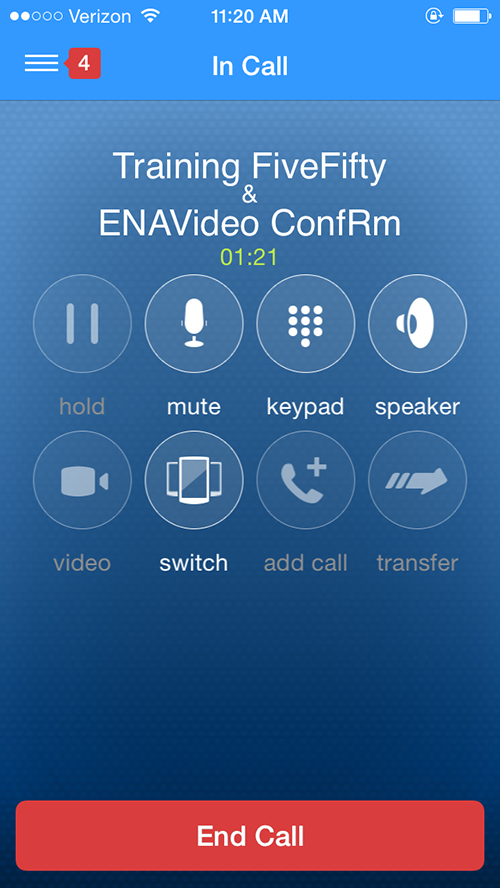 Verizon 11:20 AM
4 In Call
Training FiveFifty
&
ENAVideo ConfRm
01:21
hold mute keypad speaker
video switch add call transfer
End Call